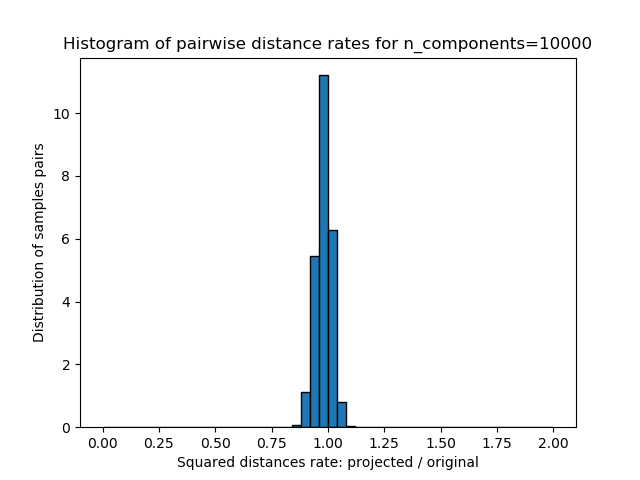 Histogram of pairwise distance rates for n_components=10000
Distribution of samples pairs
10
8
6
4
2
0
0.00 0.25 0.50 0.75 1.00 1.25 1.50 1.75 2.00
Squared distances rate: projected / original